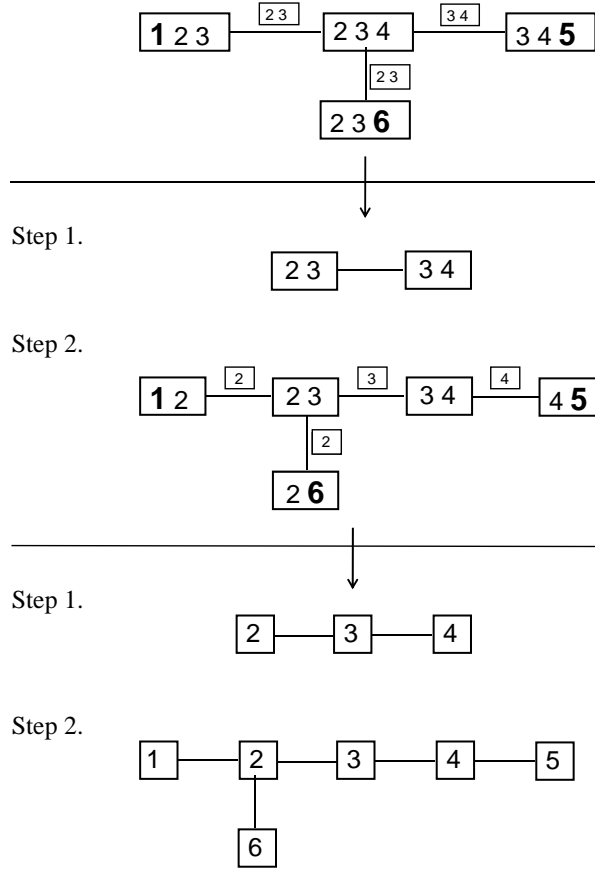 2 3 3 4
1 2 3 2 3 4 3 4 5
2 3
2 3 6
Step 1.
2 3 3 4
Step 2.
2 3 4
1 2 2 3 3 4 4 5
2
2 6
Step 1.
2 3 4
Step 2.
1 2 3 4 5
6